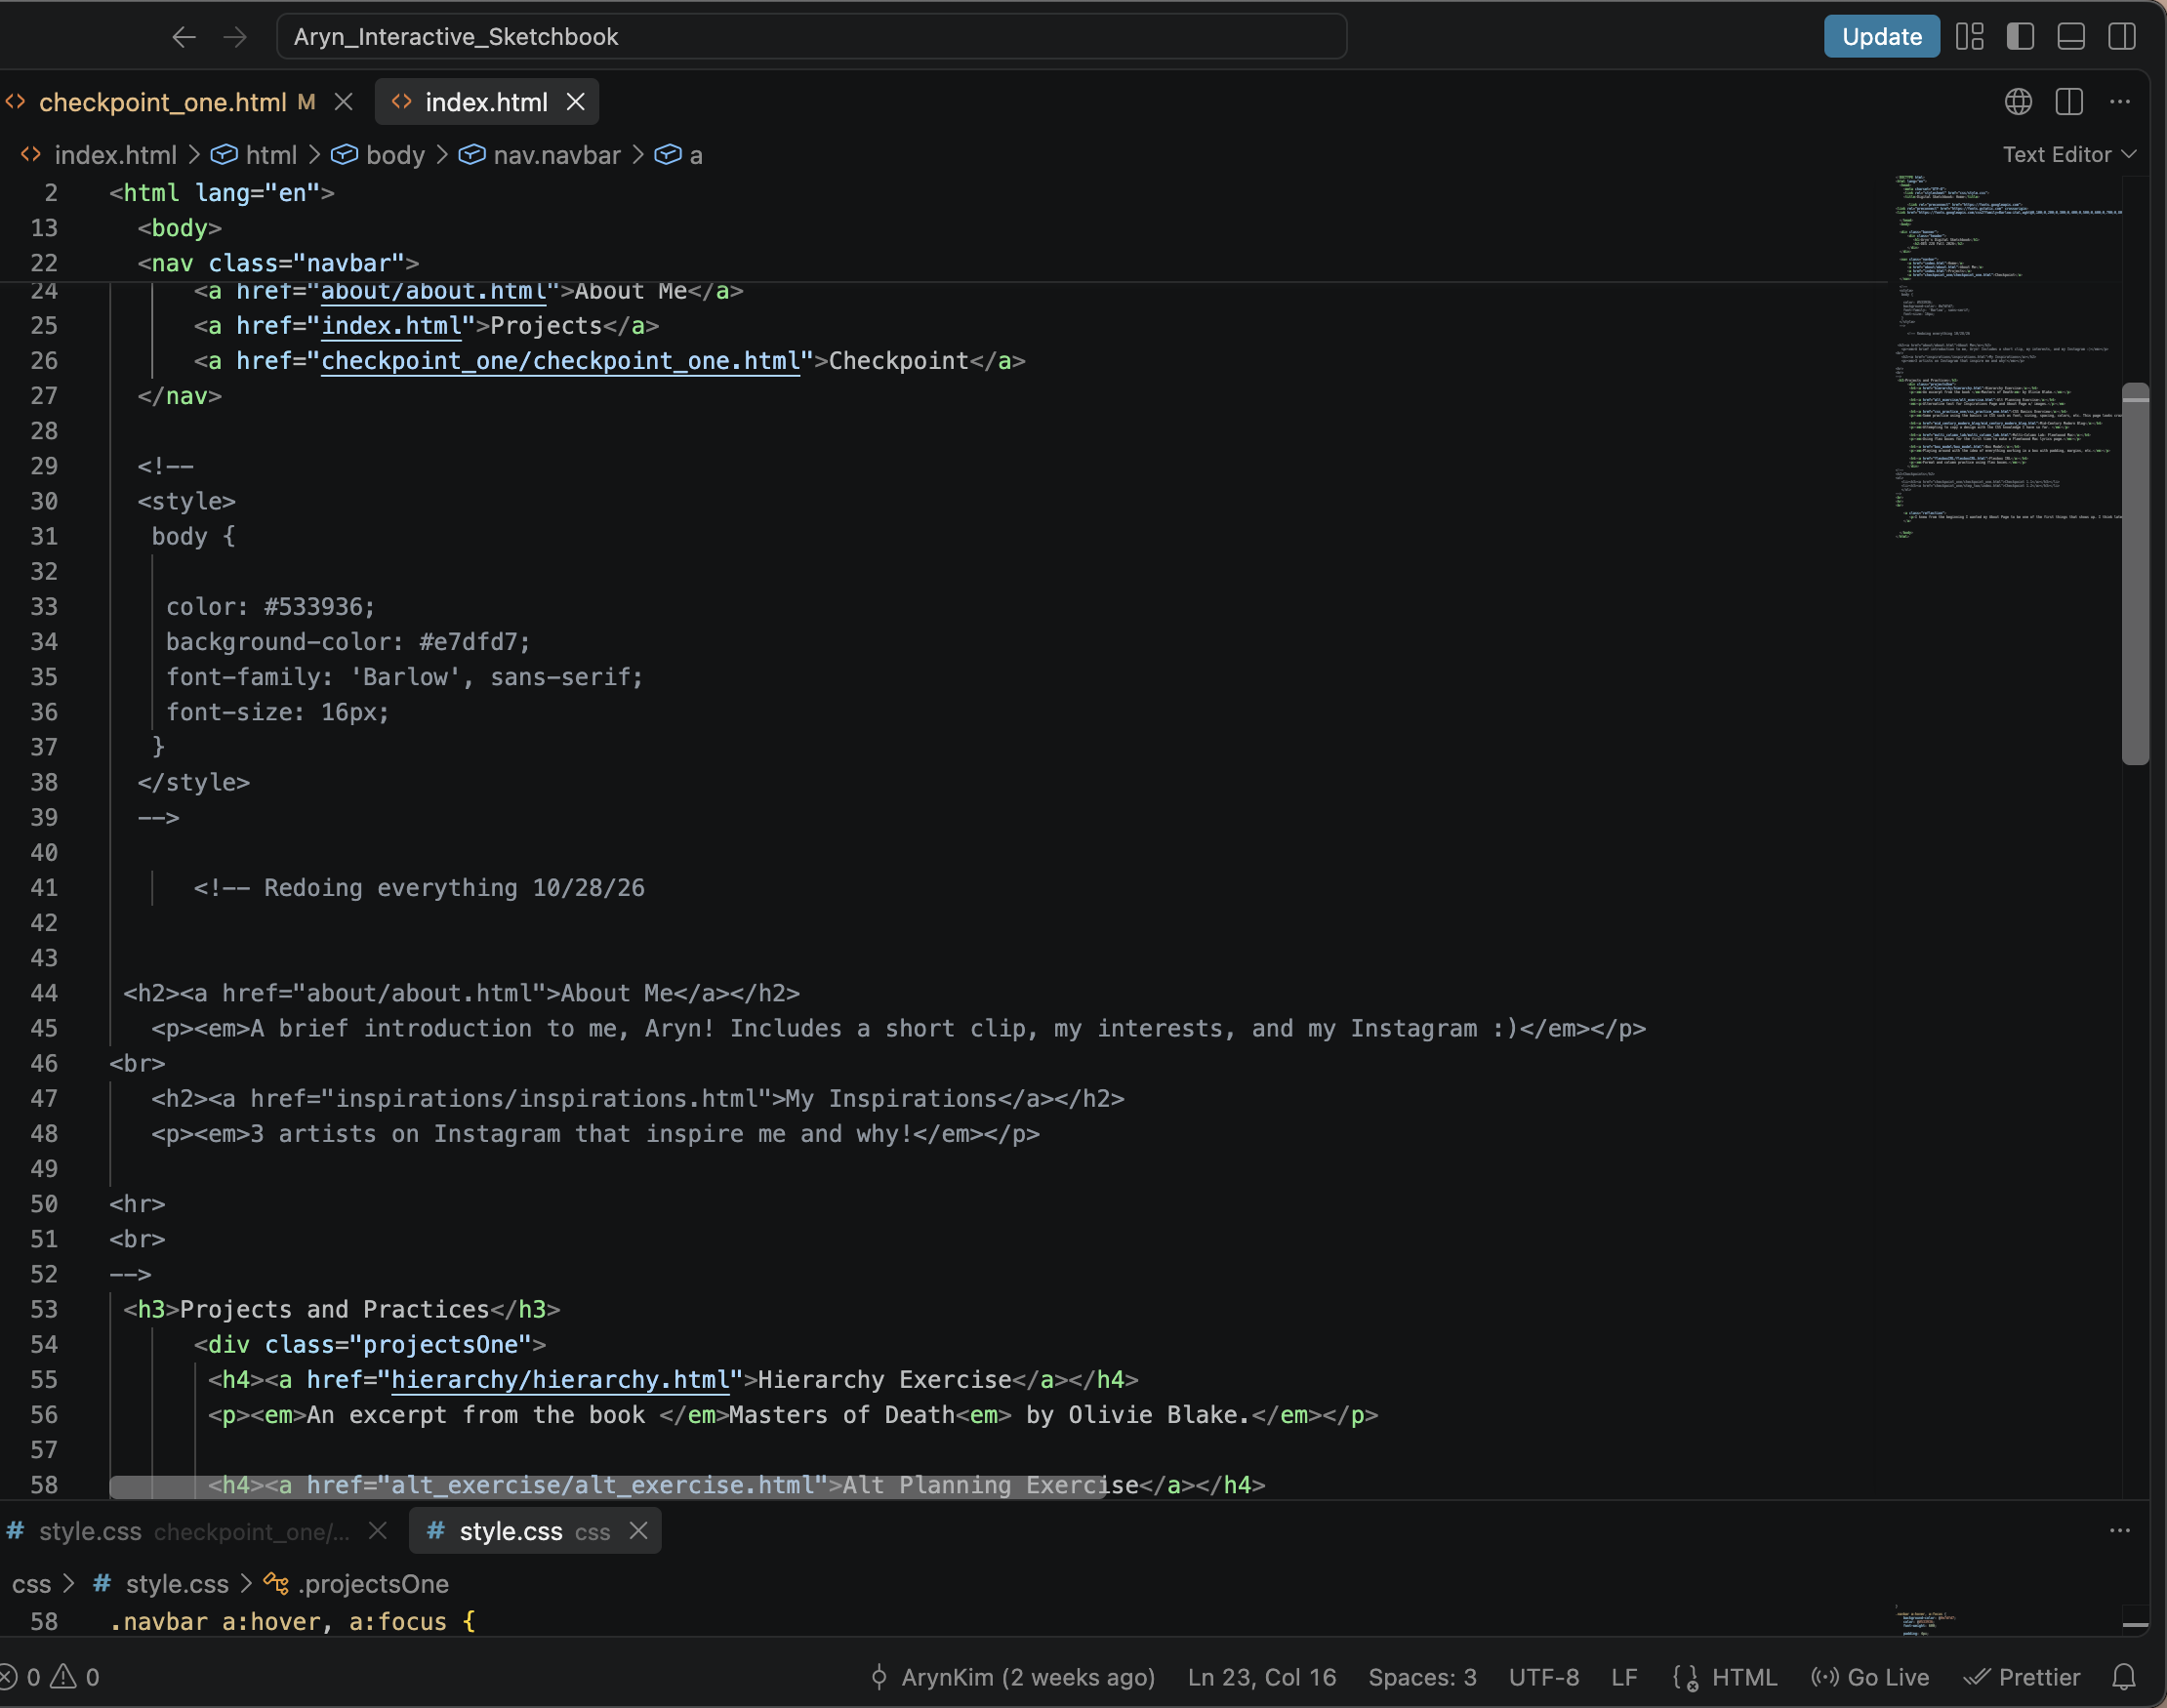 Aryn_Interactive_Sketchbook
Update
checkpoint_one.html M
index.html
index.html > html > body > nav.navbar > a
Text Editor
2 <html lang="en">
13 <body>
22 <nav class="navbar">
24 <a href="about/about.html">About Me</a>
25 <a href="index.html">Projects</a>
26 <a href="checkpoint_one/checkpoint_one.html">Checkpoint</a>
27 </nav>
28
29 <!--
30 <style>
31 body {
32
33 color: #533936;
34 background-color: #e7dfd7;
35 font-family: 'Barlow', sans-serif;
36 font-size: 16px;
37 }
38 </style>
39 -->
40
41 <!-- Redoing everything 10/28/26
42
43
44 <h2><a href="about/about.html">About Me</a></h2>
45 <p><em>A brief introduction to me, Aryn! Includes a short clip, my interests, and my Instagram :)</em></p>
46 <br>
47 <h2><a href="inspirations/inspirations.html">My Inspirations</a></h2>
48 <p><em>3 artists on Instagram that inspire me and why!</em></p>
49
50 <hr>
51 <br>
52 -->
53 <h3>Projects and Practices</h3>
54 <div class="projectsOne">
55 <h4><a href="hierarchy/hierarchy.html">Hierarchy Exercise</a></h4>
56 <p><em>An excerpt from the book </em>Masters of Death<em> by Olivie Blake.</em></p>
57
58 <h4><a href="alt_exercise/alt_exercise.html">Alt Planning Exercise</a></h4>
# style.css checkpoint_one/...
# style.css css
css > # style.css > .projectsOne
58 .navbar a:hover, a:focus {
0 0
ArynKim (2 weeks ago)
Ln 23, Col 16
Spaces: 3
UTF-8
LF
HTML
Go Live
Prettier